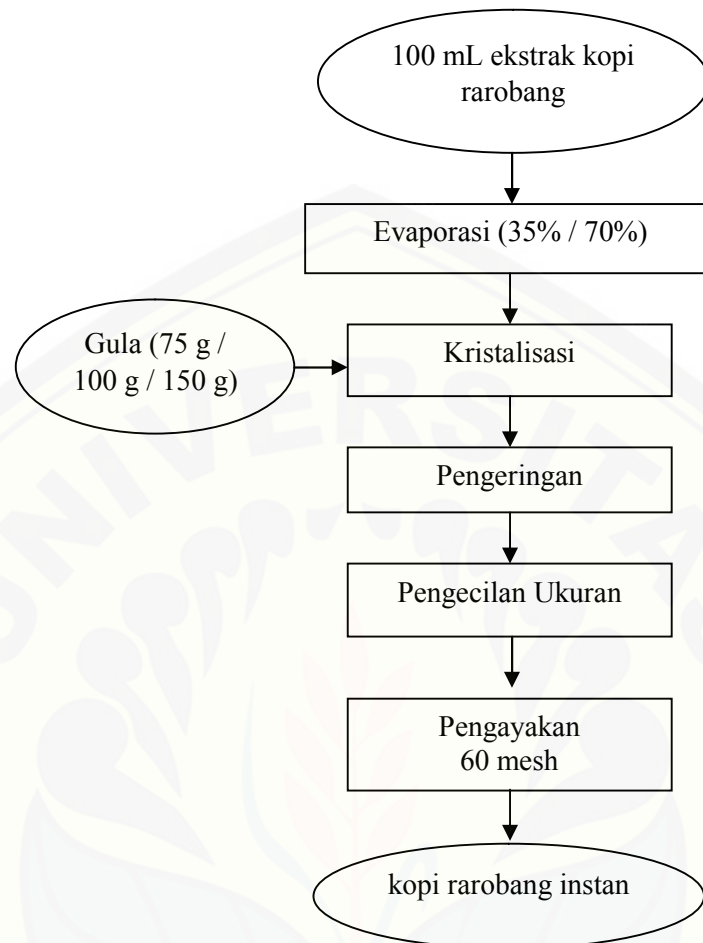 100 mL ekstrak kopi
rarobang
Evaporasi (35% / 70%)
Gula (75 g /
100 g / 150 g)
Kristalisasi
Pengeringan
Pengecilan Ukuran
Pengayakan
60 mesh
kopi rarobang instan
UNIVERSITAS